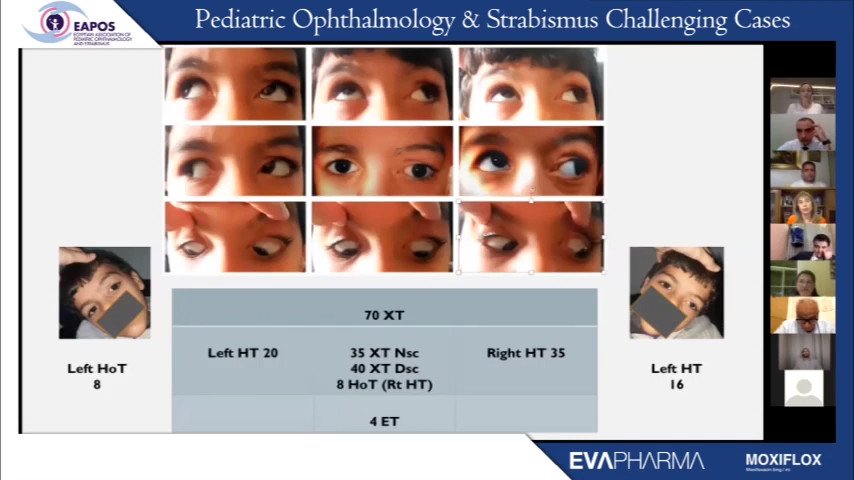 Pediatric Ophthalmology & Strabismus Challenging Cases
EAPOS
EGYPTIAN ASSOCIATION OF
PEDIATRIC OPHTHALMOLOGY
AND STRABISMUS
70 XT
Left HT 20
35 XT Nsc
40 XT Dsc
8 HoT (Rt HT)
Right HT 35
4 ET
Left HoT
8
Left HT
16
EVAPHARMA
MOXIFLOX